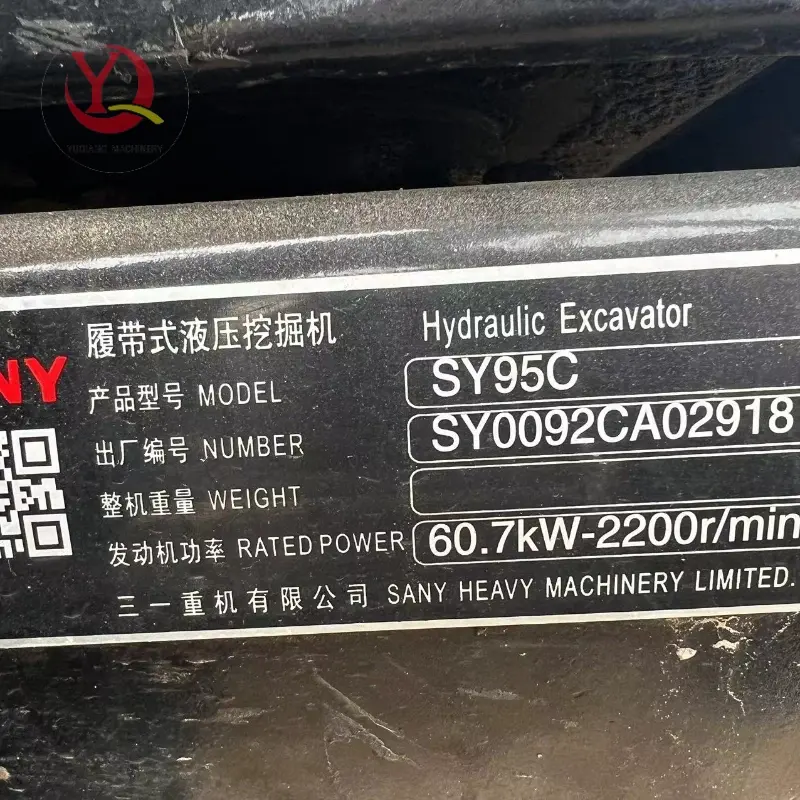 YQ
YUQIANG MACHINERY
履带式液压挖掘机 Hydraulic Excavator
NY
产品型号 MODEL SY95C
出厂编号 NUMBER SY0092CA02918
整机重量 WEIGHT
发动机功率 RATED POWER 60.7kW-2200r/min
三一重机有限公司 SANY HEAVY MACHINERY LIMITED.